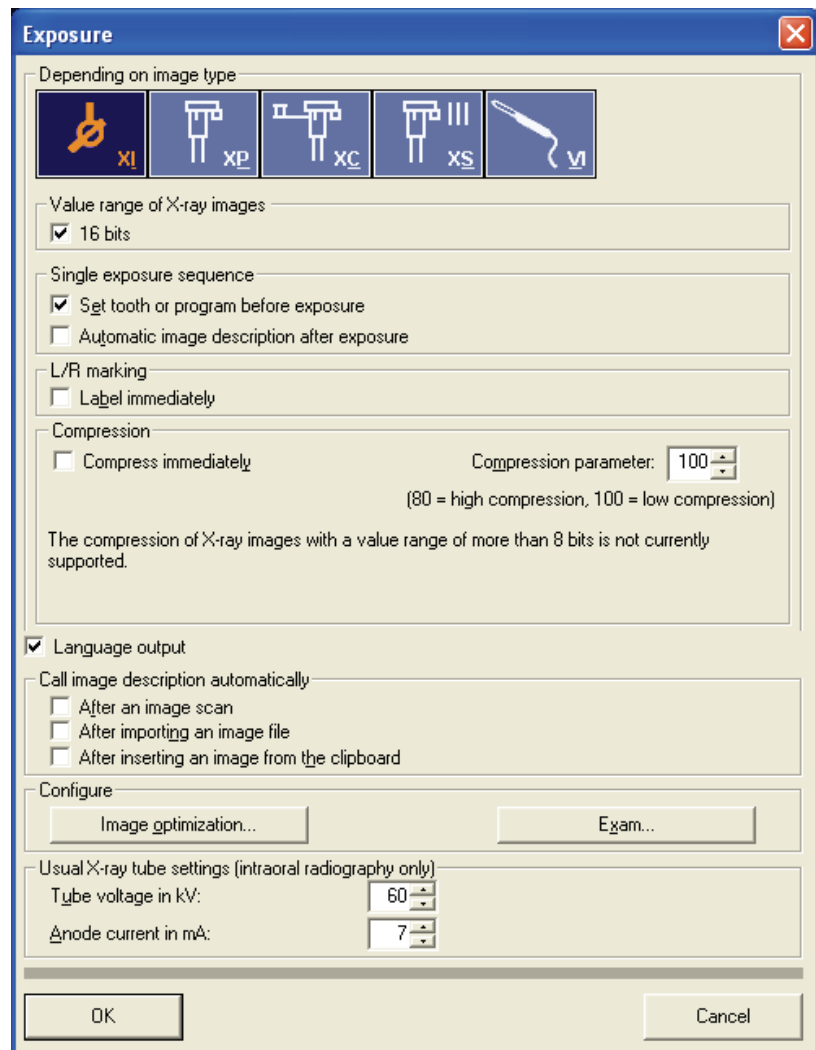 Exposure
Depending on image type
XI XP XC XS VI
Value range of X-ray images
16 bits
Single exposure sequence
Set tooth or program before exposure
Automatic image description after exposure
L/R marking
Label immediately
Compression
Compress immediately Compression parameter: 100
(80 = high compression, 100 = low compression)
The compression of X-ray images with a value range of more than 8 bits is not currently
supported.
Language output
Call image description automatically
After an image scan
After importing an image file
After inserting an image from the clipboard
Configure
Image optimization... Exam...
Usual X-ray tube settings (intraoral radiography only)
Tube voltage in kV: 60
Anode current in mA: 7
OK Cancel